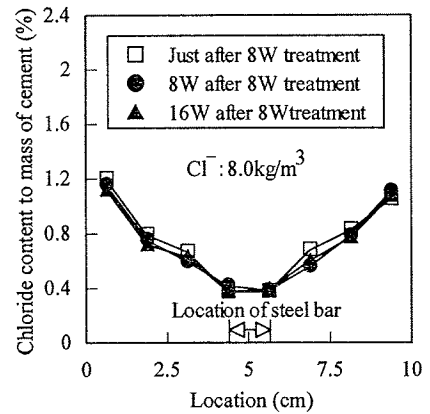 Chloride content to mass of cement (%)
2.4
2
1.6
1.2
0.8
0.4
0
Just after 8W treatment
8W after 8W treatment
16W after 8Wtreatment
Cl⁻ : 8.0kg/m³
Location of steel bar
0
2.5
5
7.5
10
Location (cm)